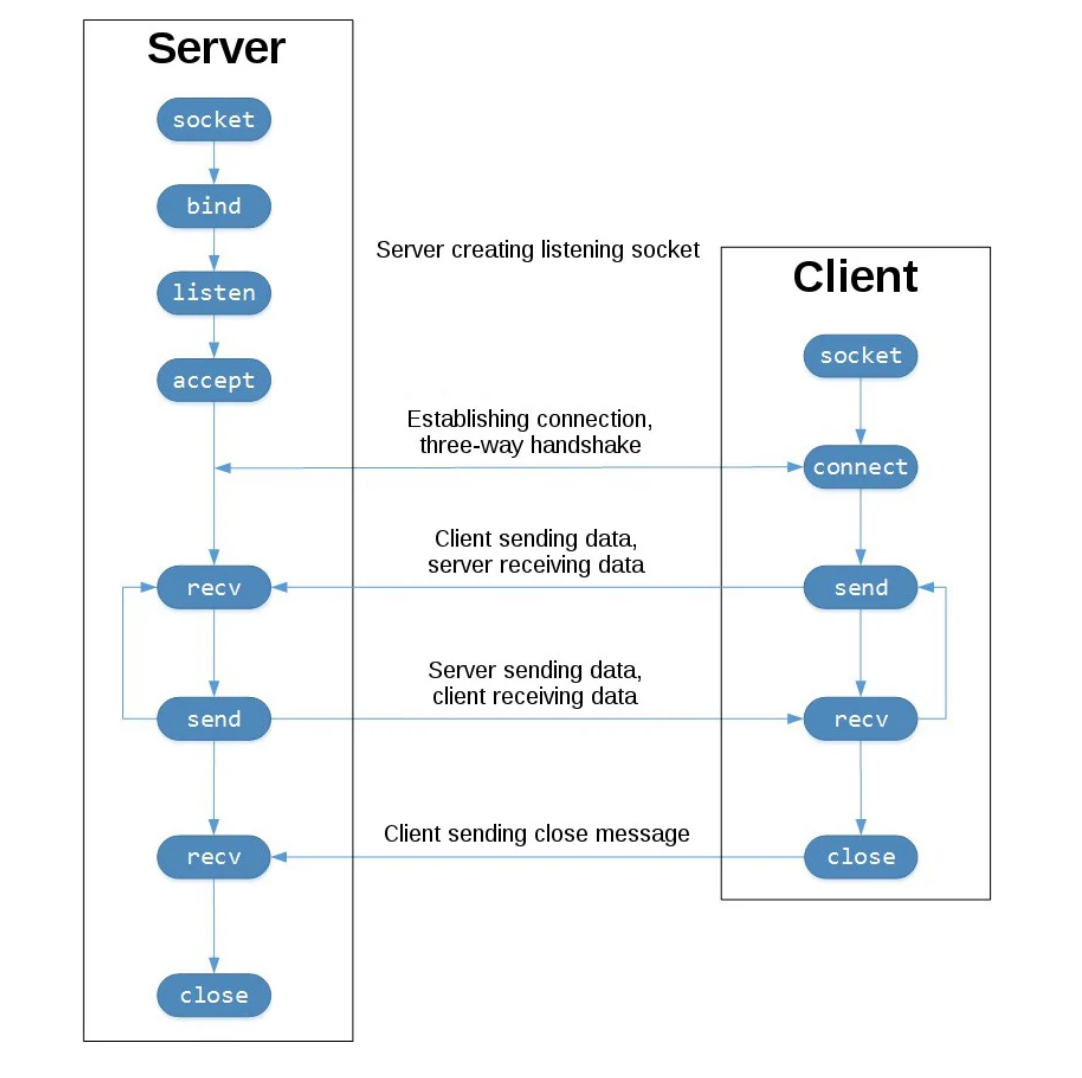 Server
socket
bind
listen
accept
recv
send
recv
close
Server creating listening socket
Establishing connection,
three-way handshake
Client sending data,
server receiving data
Server sending data,
client receiving data
Client sending close message
Client
socket
connect
send
recv
close